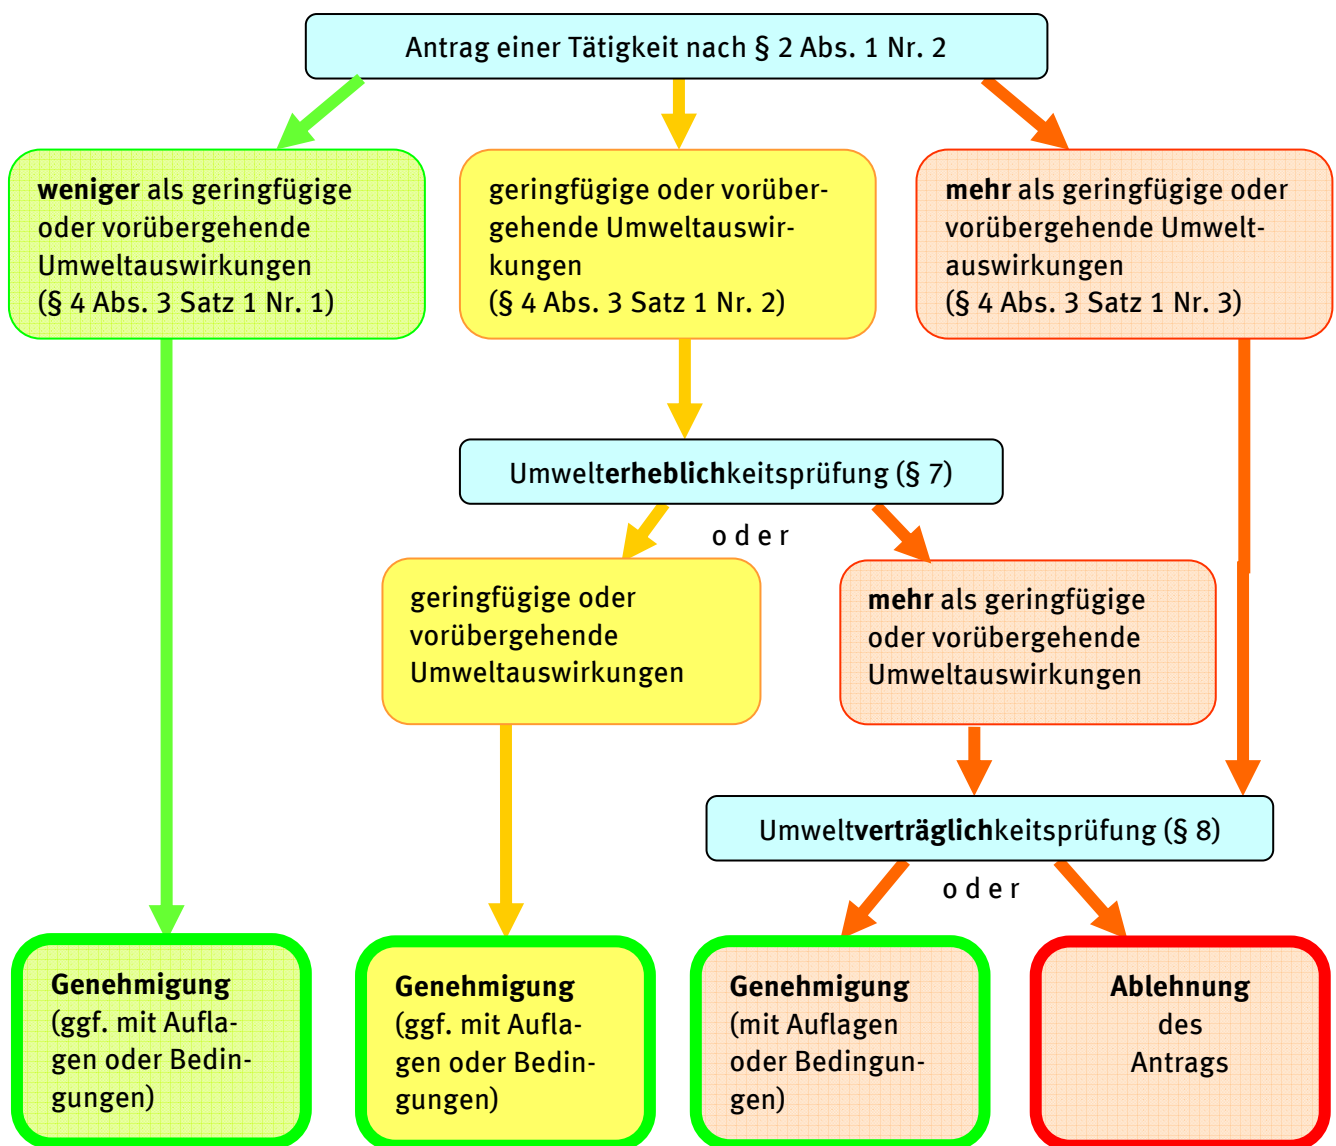 Antrag einer Tätigkeit nach § 2 Abs. 1 Nr. 2
weniger als geringfügige
oder vorübergehende
Umweltauswirkungen
(§ 4 Abs. 3 Satz 1 Nr. 1)
geringfügige oder vorüber-
gehende Umweltauswir-
kungen
(§ 4 Abs. 3 Satz 1 Nr. 2)
mehr als geringfügige oder
vorübergehende Umwelt-
auswirkungen
(§ 4 Abs. 3 Satz 1 Nr. 3)
Umwelterheblichkeitsprüfung (§ 7)
o d e r
geringfügige oder
vorübergehende
Umweltauswirkungen
mehr als geringfügige
oder vorübergehende
Umweltauswirkungen
Umweltverträglichkeitsprüfung (§ 8)
o d e r
Genehmigung
(ggf. mit Aufla-
gen oder Bedin-
gungen)
Genehmigung
(ggf. mit Aufla-
gen oder Bedin-
gungen)
Genehmigung
(mit Auflagen
oder Bedingun-
gen)
Ablehnung
des
Antrags